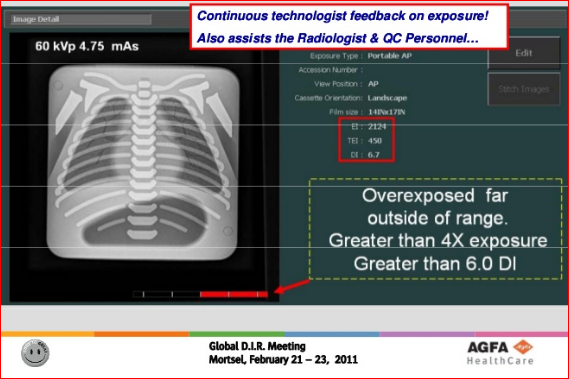 Image Detail
Continuous technologist feedback on exposure!
Also assists the Radiologist & QC Personnel...
60 kVp 4.75 mAs
Exposure Type : Portable AP
Accession Number :
View Position : AP
Cassette Orientation: Landscape
Film size : 14INx17IN
EI : 2124
TEI : 450
DI : 6.7
Edit
Stitch Images
Overexposed far
outside of range.
Greater than 4X exposure
Greater than 6.0 DI
Global D.I.R. Meeting
Mortsel, February 21 – 23, 2011
AGFA Agfa
HealthCare